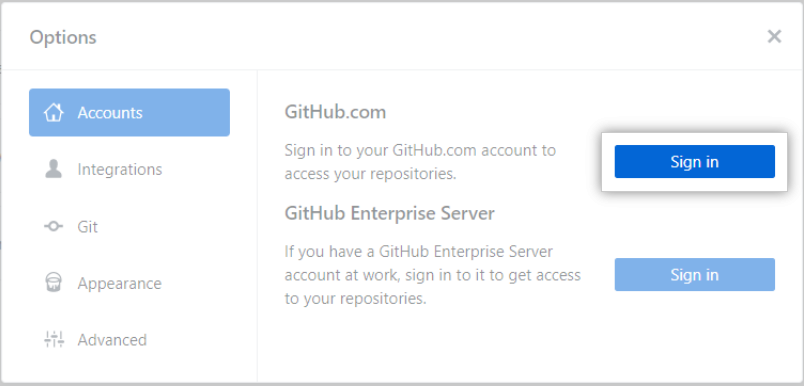 Options
Accounts
Integrations
Git
Appearance
Advanced
GitHub.com
Sign in to your GitHub.com account to
access your repositories.
Sign in
GitHub Enterprise Server
If you have a GitHub Enterprise Server
account at work, sign in to it to get access
to your repositories.
Sign in